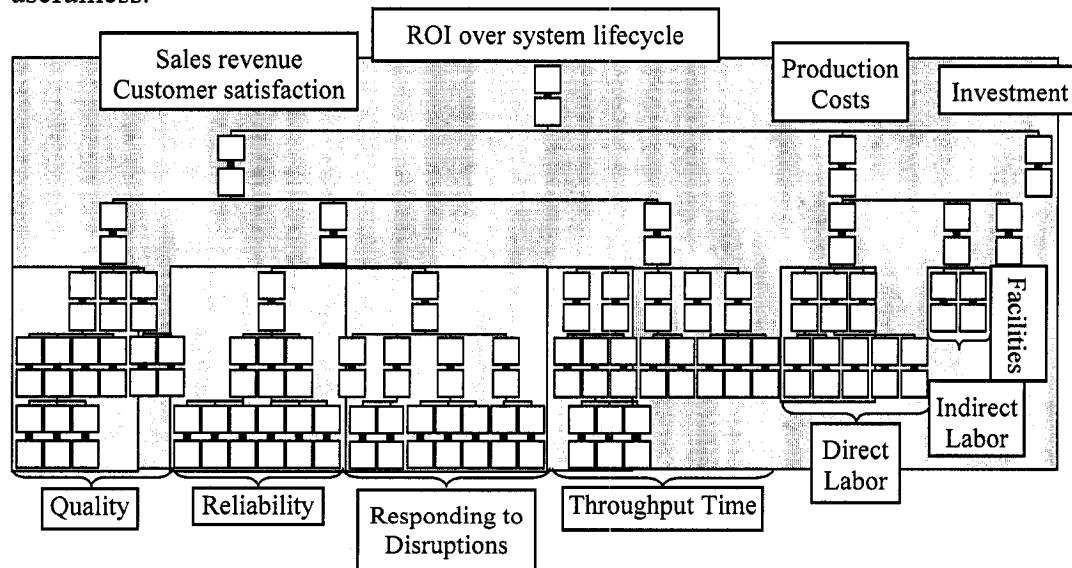 ROI over system lifecycle
Sales revenue
Customer satisfaction
Production
Costs
Investment
Facilities
Indirect
Labor
Direct
Labor
Quality
Reliability
Responding to
Disruptions
Throughput Time